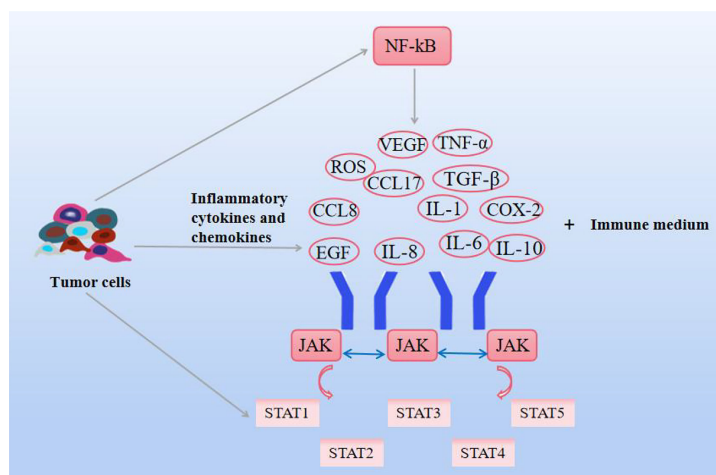 NF-kB
VEGF
TNF-α
ROS
CCL17
TGF-β
Inflammatory
cytokines and
chemokines
CCL8
IL-1
COX-2
+ Immune medium
EGF
IL-8
IL-6
IL-10
Tumor cells
JAK
JAK
JAK
STAT1
STAT3
STAT5
STAT2
STAT4